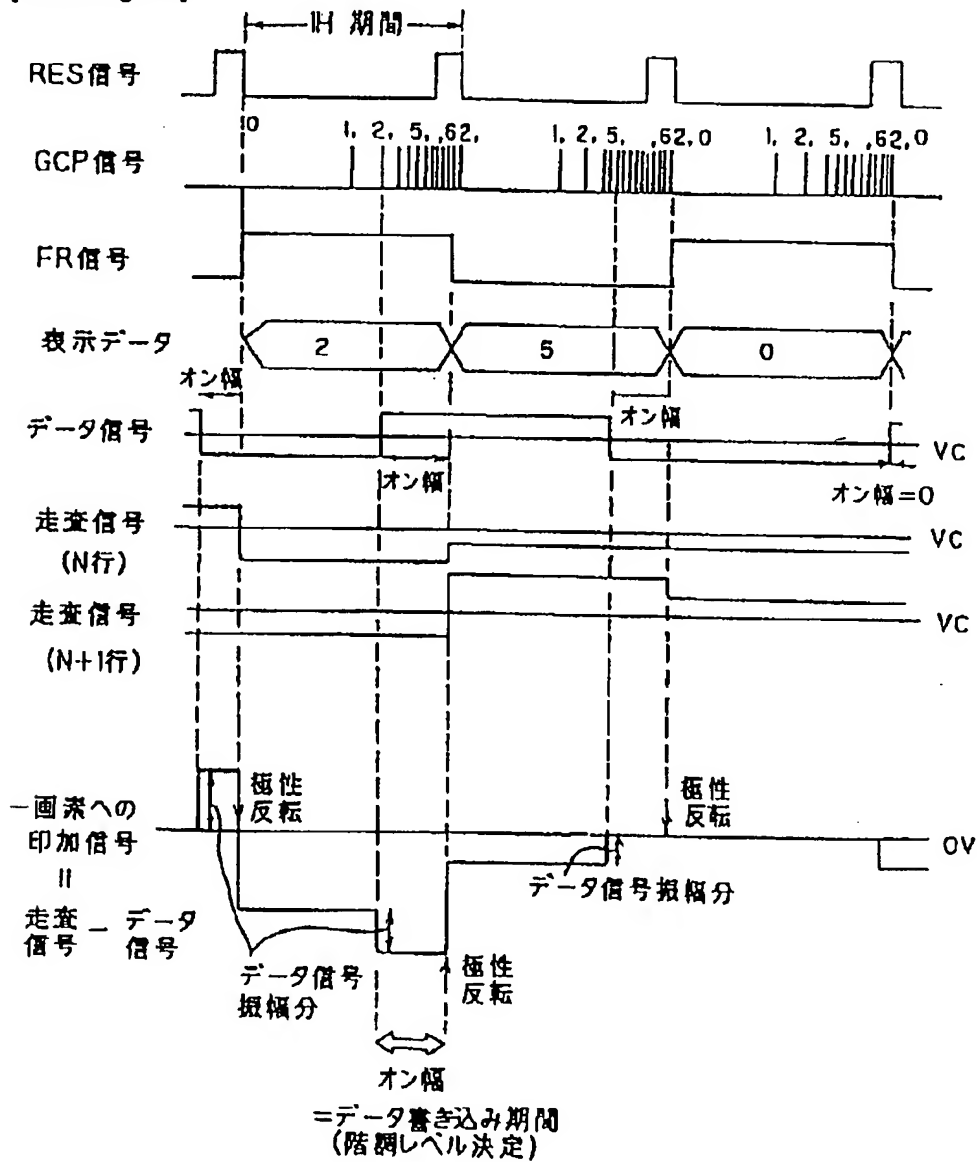 1H 期間
RES信号
0 1, 2, 5, ,62, 1, 2, 5, ,62,0 1, 2, 5, ,62,0
GCP信号
FR信号
表示データ 2 5 0
オン幅
オン幅
データ信号 VC
オン幅
オン幅=0
走査信号 VC
(N行)
走査信号 VC
(N+1行)
極性
反転
極性
反転
一画素への
印加信号 0V
=
データ信号振幅分
走査信号 − データ信号
データ信号
振幅分
極性
反転
オン幅
=データ書き込み期間
(階調レベル決定)